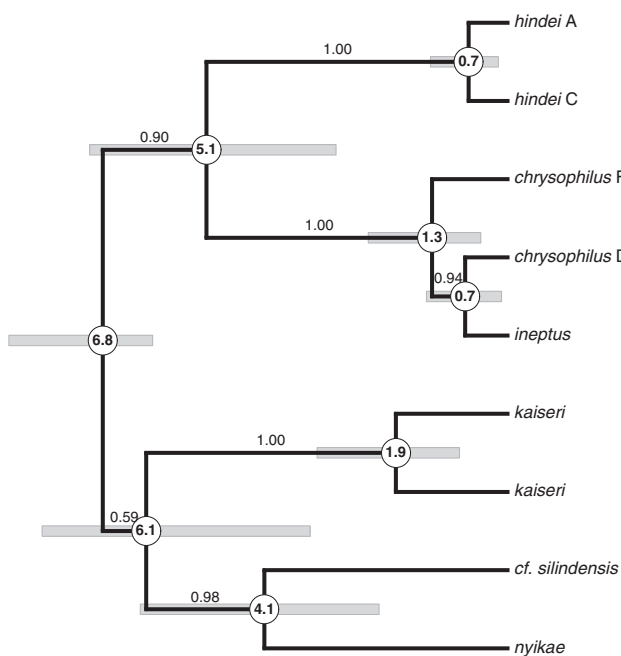 hindei A
1.00
0.7
hindei C
0.90
5.1
chrysophilus
1.00
1.3
chrysophilus
0.94
0.7
ineptus
6.8
kaiseri
1.00
1.9
kaiseri
0.59
6.1
cf. silindensis
0.98
4.1
nyikae